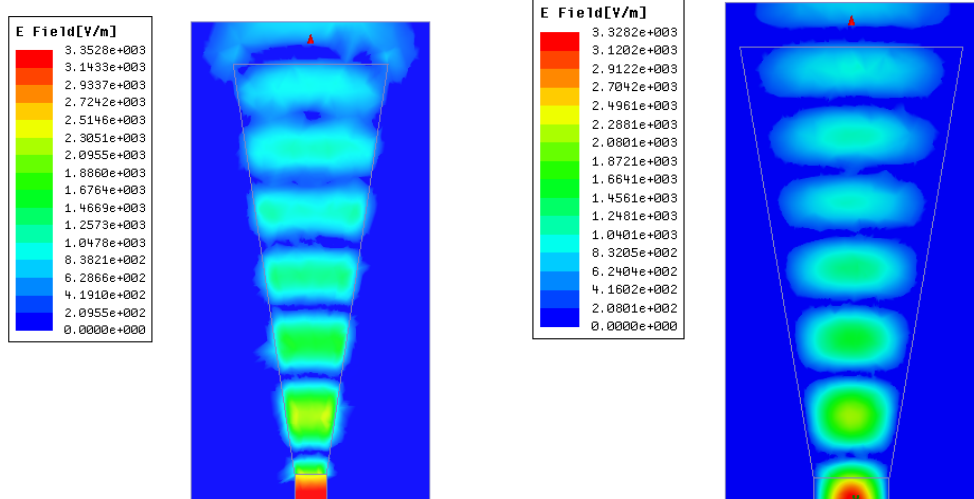 E Field[V/m]
3.3528e+003
3.1433e+003
2.9337e+003
2.7242e+003
2.5146e+003
2.3051e+003
2.0955e+003
1.8860e+003
1.6764e+003
1.4669e+003
1.2573e+003
1.0478e+003
8.3821e+002
6.2866e+002
4.1910e+002
2.0955e+002
0.0000e+000
E Field[V/m]
3.3282e+003
3.1202e+003
2.9122e+003
2.7042e+003
2.4961e+003
2.2881e+003
2.0801e+003
1.8721e+003
1.6641e+003
1.4561e+003
1.2481e+003
1.0401e+003
8.3205e+002
6.2404e+002
4.1602e+002
2.0801e+002
0.0000e+000